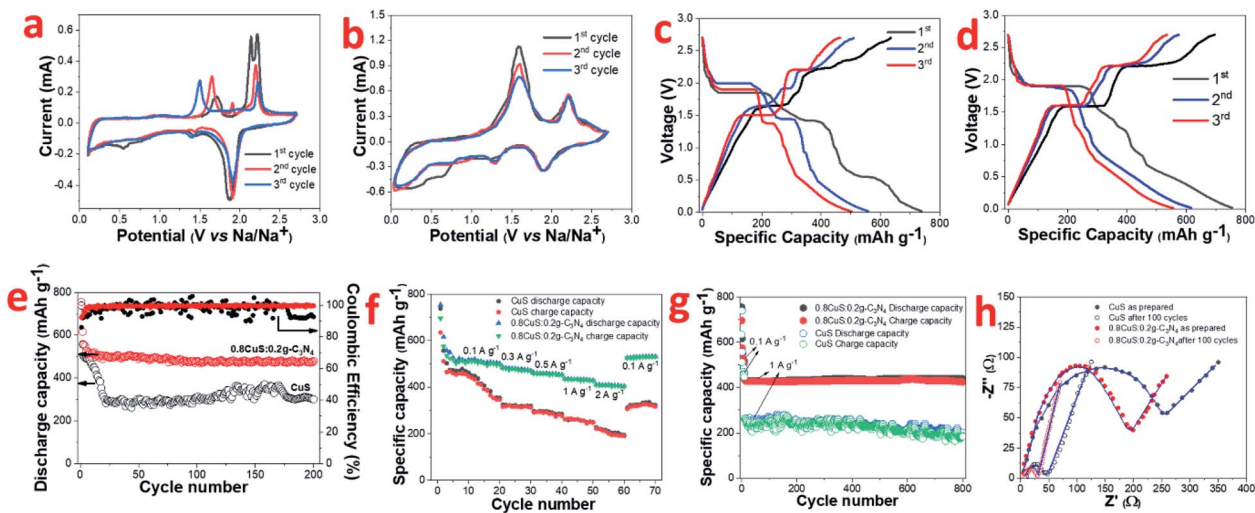 a
Current (mA)
0.6
0.4
0.2
0.0
-0.2
-0.4
1st cycle
2nd cycle
3rd cycle
0.0 0.5 1.0 1.5 2.0 2.5 3.0
Potential (V vs Na/Na+)
b
Current (mA)
1.5
1.2
0.9
0.6
0.3
0.0
-0.3
-0.6
1st cycle
2nd cycle
3rd cycle
0.0 0.5 1.0 1.5 2.0 2.5 3.0
Potential (V vs Na/Na+)
c
Voltage (V)
3.0
2.5
2.0
1.5
1.0
0.5
0.0
1st
2nd
3rd
0 200 400 600 800
Specific Capacity (mAh g-1)
d
Voltage (V)
3.0
2.5
2.0
1.5
1.0
0.5
0.0
1st
2nd
3rd
0 200 400 600 800
Specific Capacity (mAh g-1)
e
Discharge capacity (mAh g-1)
800
700
600
500
400
300
200
100
0
0.8CuS:0.2g-C3N4
CuS
100
80
60
40
20
0
Coulombic Efficiency (%)
0 50 100 150 200
Cycle number
f
Specific capacity (mAh g-1)
800
700
600
500
400
300
200
100
0
CuS discharge capacity
CuS charge capacity
0.8CuS:0.2g-C3N4 discharge capacity
0.8CuS:0.2g-C3N4 charge capacity
0.1 A g-1
0.3 A g-1
0.5 A g-1
1 A g-1
2 A g-1
0.1 A g-1
0 10 20 30 40 50 60 70
Cycle number
g
Specific capacity (mAh g-1)
800
600
400
200
0
0.8CuS:0.2g-C3N4 Discharge capacity
0.8CuS:0.2g-C3N4 Charge capacity
CuS Discharge capacity
CuS Charge capacity
0.1 A g-1
1 A g-1
0 200 400 600 800
Cycle number
h
-Z'' (Ω)
150
125
100
75
50
25
0
CuS as prepared
CuS after 100 cycles
0.8CuS:0.2g-C3N4 as prepared
0.8CuS:0.2g-C3N4 after 100 cycles
0 50 100 150 200 250 300 350
Z' (Ω)